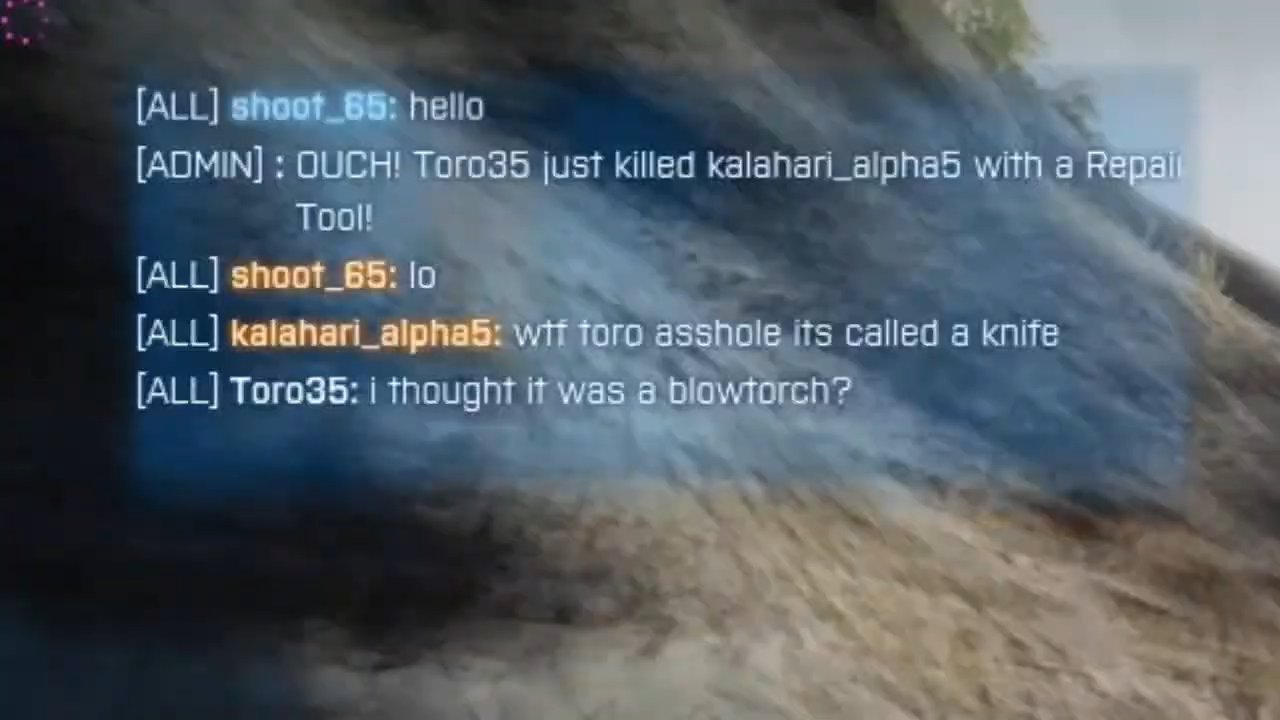 [ALL] shoot_65: hello
[ADMIN] : OUCH! Toro35 just killed kalahari_alpha5 with a Repair
Tool!
[ALL] shoot_65: lo
[ALL] kalahari_alpha5: wtf toro asshole its called a knife
[ALL] Toro35: i thought it was a blowtorch?